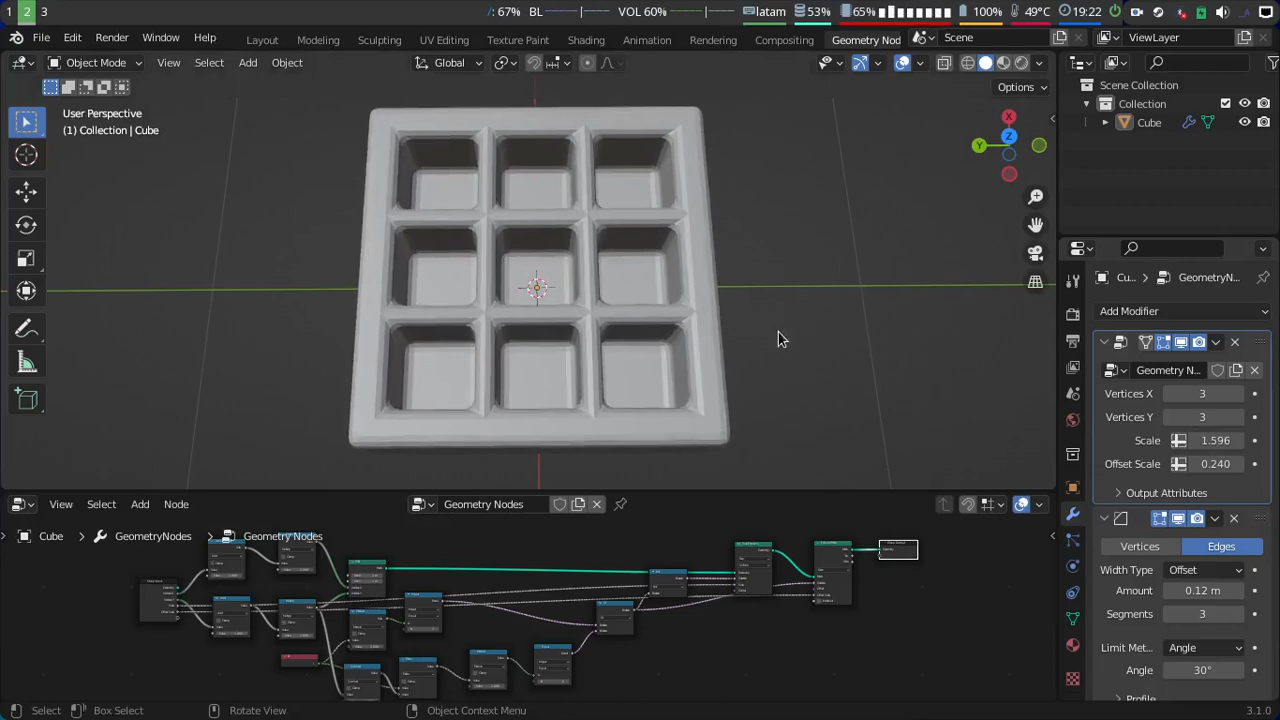 1 2 3 /: 67% BL VOL 60% latam 53% 65% 100% 49°C 19:22
File Edit Render Window Help Layout Modeling Sculpting UV Editing Texture Paint Shading Animation Rendering Compositing Geometry Nod Scene ViewLayer
Object Mode View Select Add Object Global
Options
User Perspective
(1) Collection | Cube
X
Y
Z
Scene Collection
Collection
Cube
Cu... GeometryN...
Add Modifier
Geometry N...
Vertices X 3
Vertices Y 3
Scale 1.596
Offset Scale 0.240
Output Attributes
Vertices Edges
Width Type Offset
Amount 0.12 m
Segments 3
Limit Met... Angle
Angle 30°
Profile
View Select Add Node Geometry Nodes
Cube GeometryNodes Geometry Nodes
Select Box Select Rotate View Object Context Menu 3.1.0